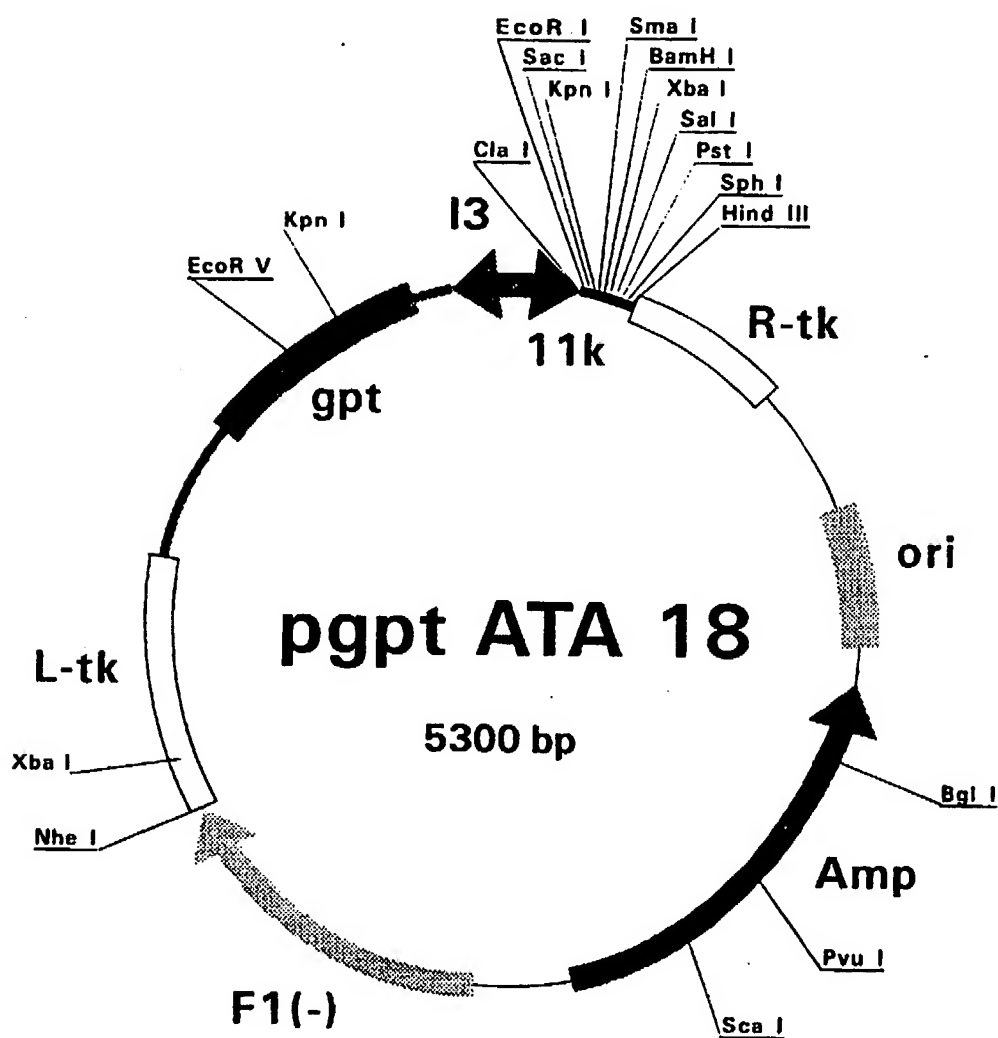 EcoR I
Sma I
Sac I
BamH I
Kpn I
Xba I
Sal I
Cla I
Pst I
Sph I
I3
Hind III
Kpn I
EcoR V
R-tk
11k
gpt
ori
pgpt ATA 18
L-tk
5300 bp
Xba I
Bgl I
Nhe I
Amp
Pvu I
F1(-)
Sca I